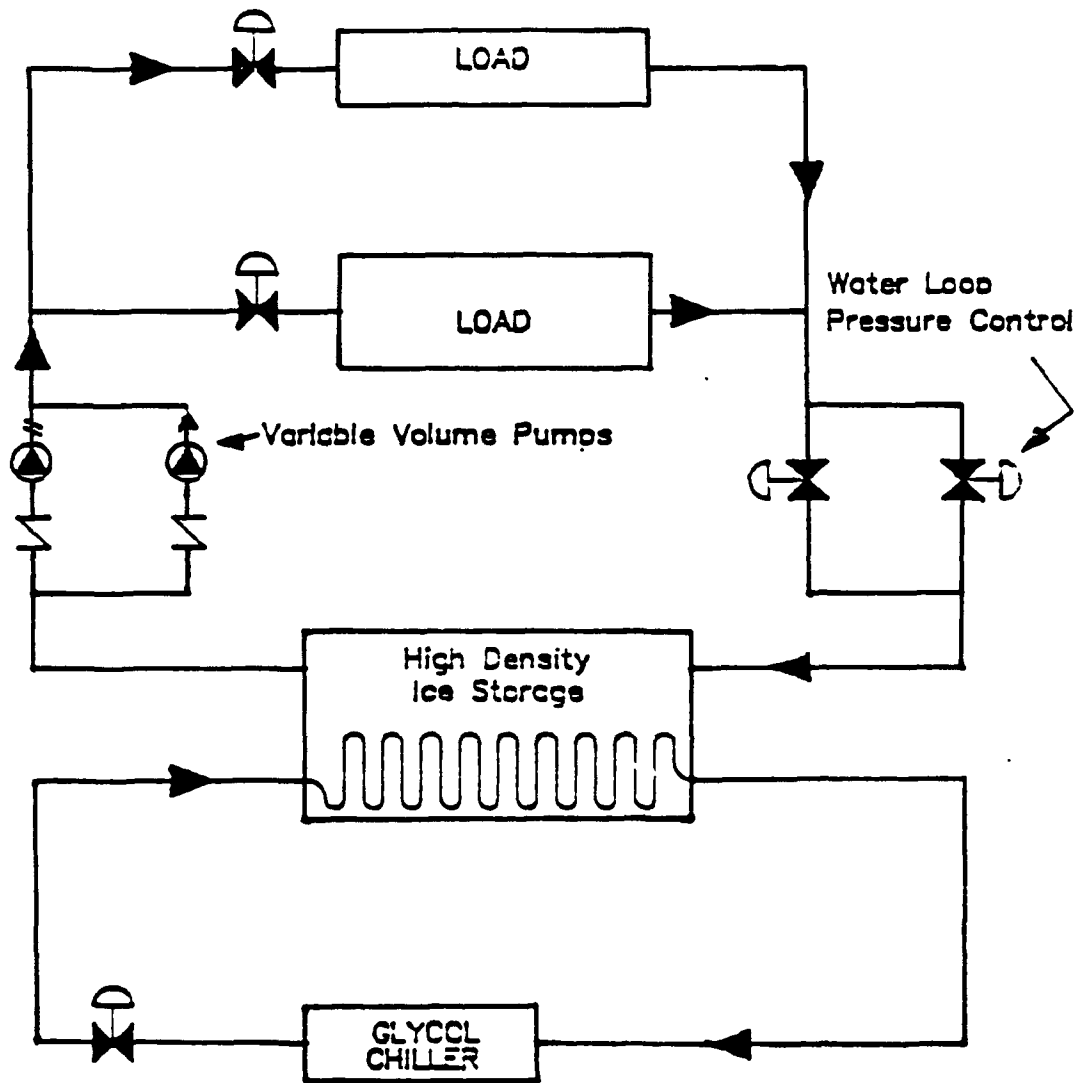 LOAD
LOAD
Water Loop
Pressure Control
Variable Volume Pumps
High Density
Ice Storage
GLYCOL
CHILLER